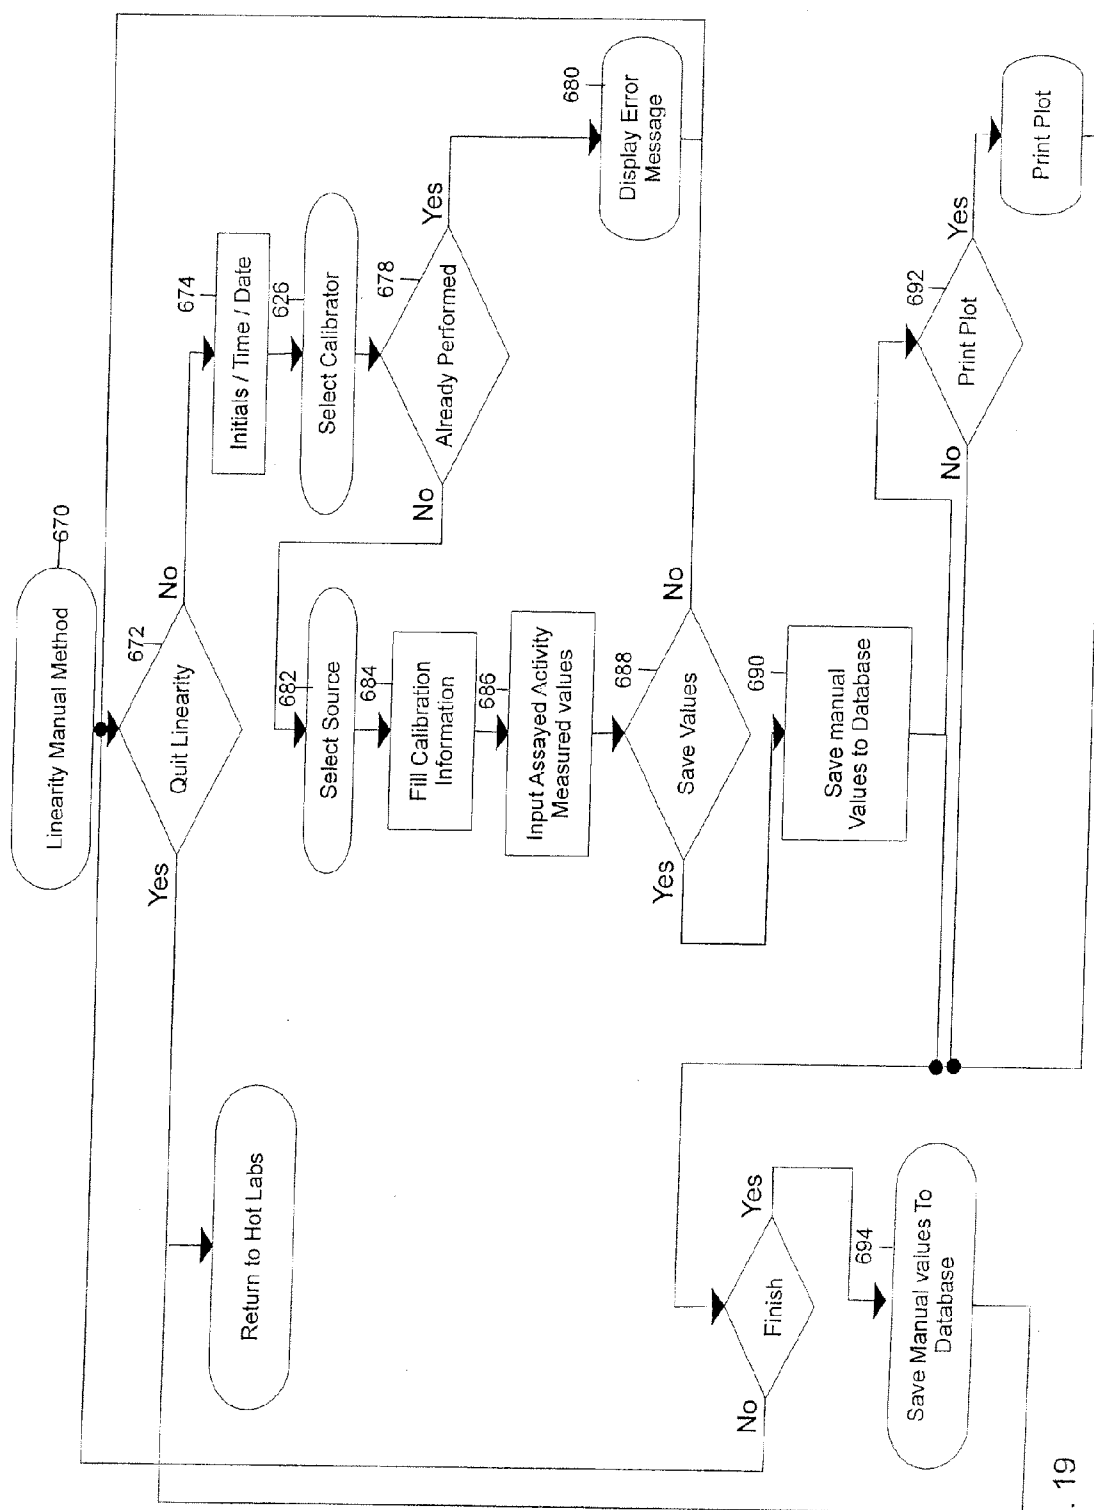 Linearity Manual Method
670
Quit Linearity
672
Yes
No
Return to Hot Labs
Initials / Time / Date
674
Select Calibrator
626
Already Performed
678
Yes
No
Display Error
Message
680
Select Source
682
Fill Calibration
Information
684
Input Assayed Activity
Measured values
686
Save Values
688
Yes
No
Save manual
Values to Database
690
Print Plot
692
Yes
No
Print Plot
Finish
Yes
No
Save Manual values To
Database
694
. 19